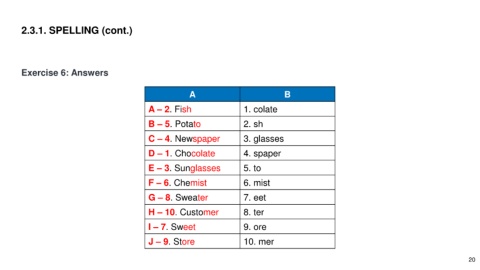 2.3.1. SPELLING (cont.)
Exercise 6: Answers
A B
A – 2. Fish 1. colate
B – 5. Potato 2. sh
C – 4. Newspaper 3. glasses
D – 1. Chocolate 4. spaper
E – 3. Sunglasses 5. to
F – 6. Chemist 6. mist
G – 8. Sweater 7. eet
H – 10. Customer 8. ter
I – 7. Sweet 9. ore
J – 9. Store 10. mer
20